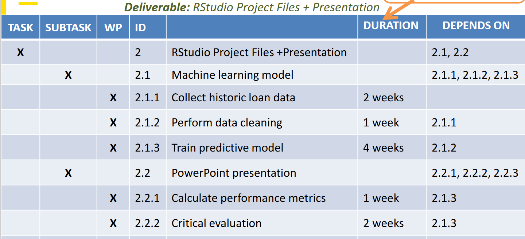 Deliverable: RStudio Project Files + Presentation
TASK SUBTASK WP ID DURATION DEPENDS ON
X 2 RStudio Project Files +Presentation 2.1, 2.2
X 2.1 Machine learning model 2.1.1, 2.1.2, 2.1.3
X 2.1.1 Collect historic loan data 2 weeks
X 2.1.2 Perform data cleaning 1 week 2.1.1
X 2.1.3 Train predictive model 4 weeks 2.1.2
X 2.2 PowerPoint presentation 2.2.1, 2.2.2, 2.2.3
X 2.2.1 Calculate performance metrics 1 week 2.1.3
X 2.2.2 Critical evaluation 2 weeks 2.1.3